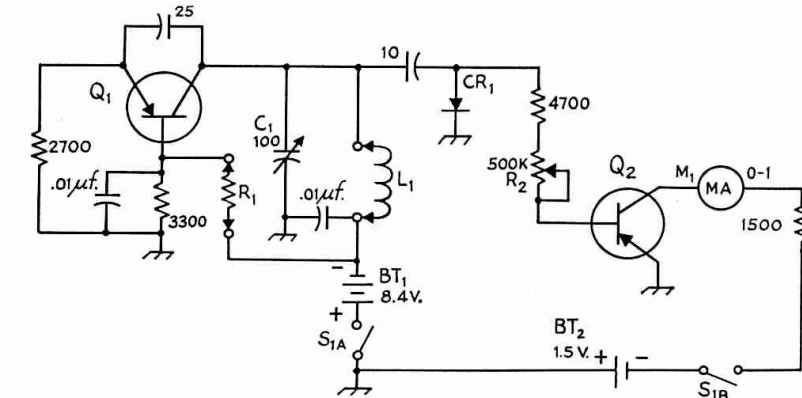 25
10
Q1
CR1
4700
2700
C1
100
500K
R2
Q2
M1
0-1
MA
.01μf.
R1
.01μf.
L1
3300
1500
-
BT1
8.4V.
+
S1A
BT2
1.5V.
+
-
S1B